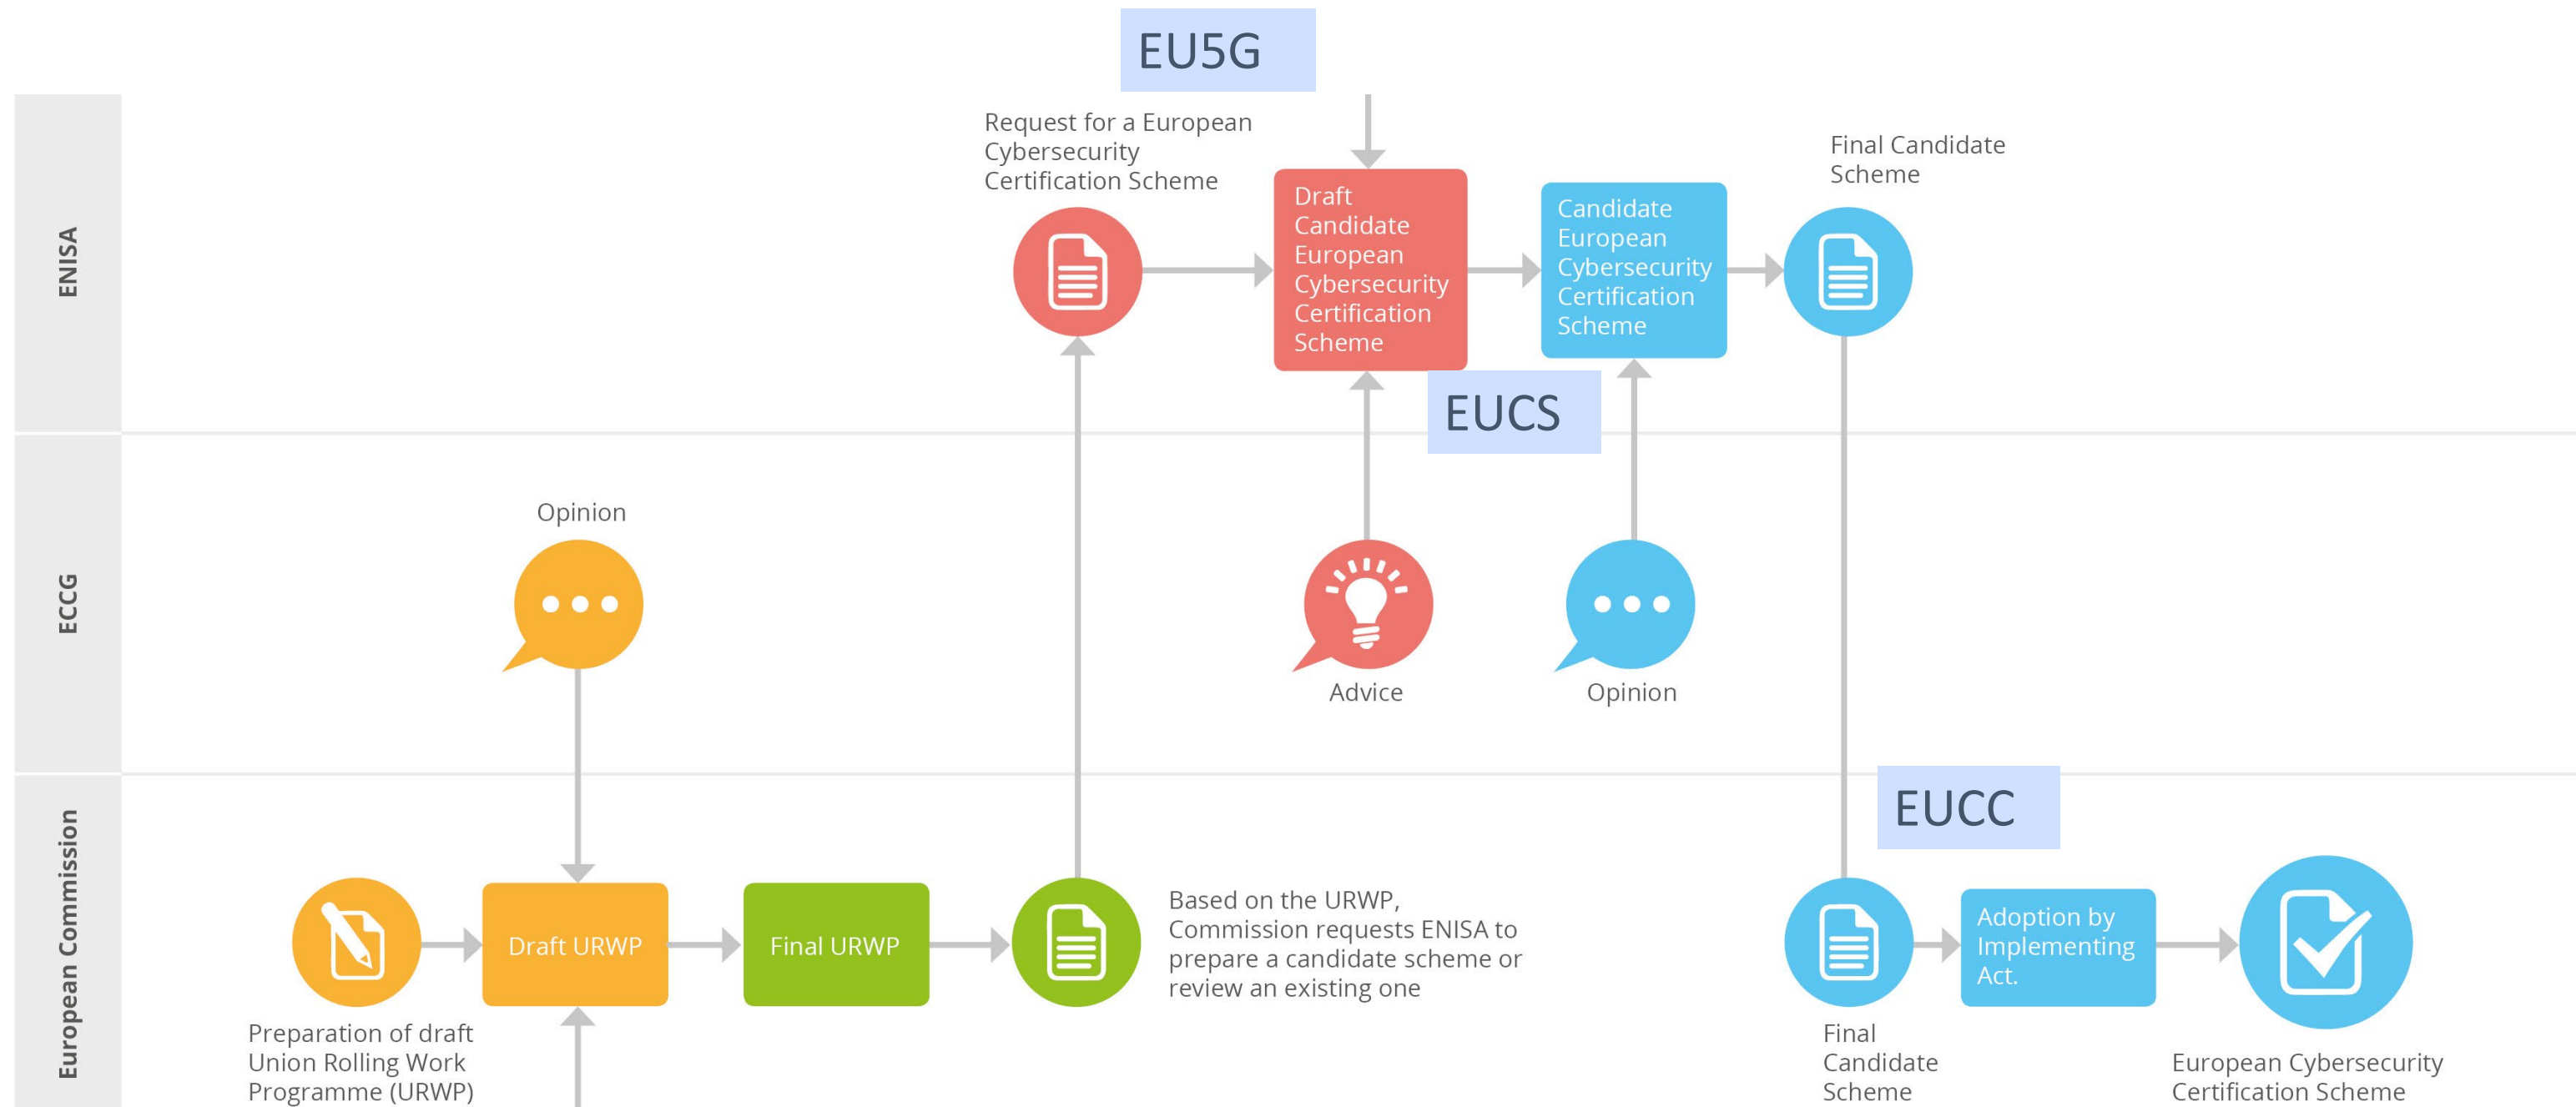 EU5G
ENISA
Request for a European
Cybersecurity
Certification Scheme
Draft
Candidate
European
Cybersecurity
Certification
Scheme
Candidate
European
Cybersecurity
Certification
Scheme
Final Candidate
Scheme
EUCS
ECCG
Opinion
Advice
Opinion
EUCC
European Commission
Preparation of draft
Union Rolling Work
Programme (URWP)
Draft URWP
Final URWP
Based on the URWP,
Commission requests ENISA to
prepare a candidate scheme or
review an existing one
Final
Candidate
Scheme
Adoption by
Implementing
Act.
European Cybersecurity
Certification Scheme